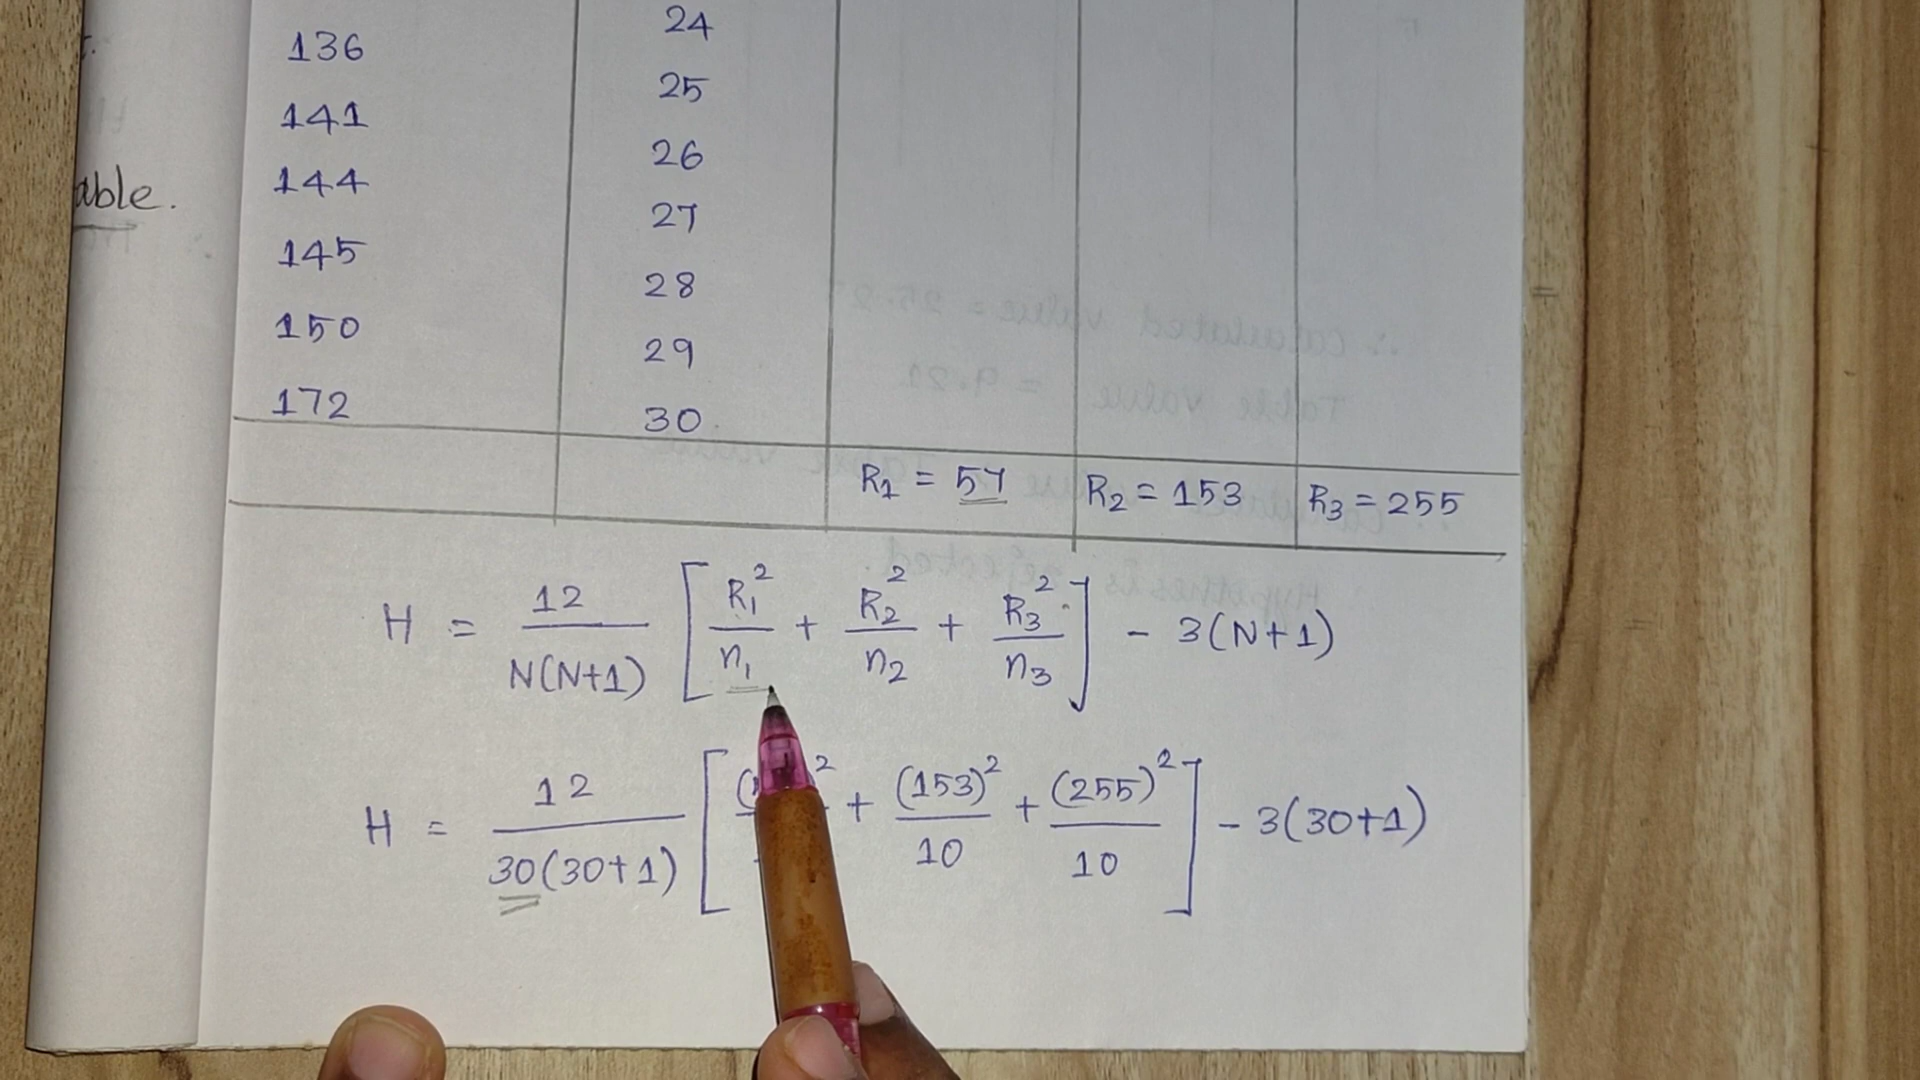 136 24
141 25
144 26
145 27
150 28
172 29
30
able.
R₁ = 57 R₂ = 153 R₃ = 255
H = 12/N(N+1) [R₁²/n₁ + R₂²/n₂ + R₃²/n₃] - 3(N+1)
H = 12/30(30+1) [( ² + (153)²/10 + (255)²/10] - 3(30+1)